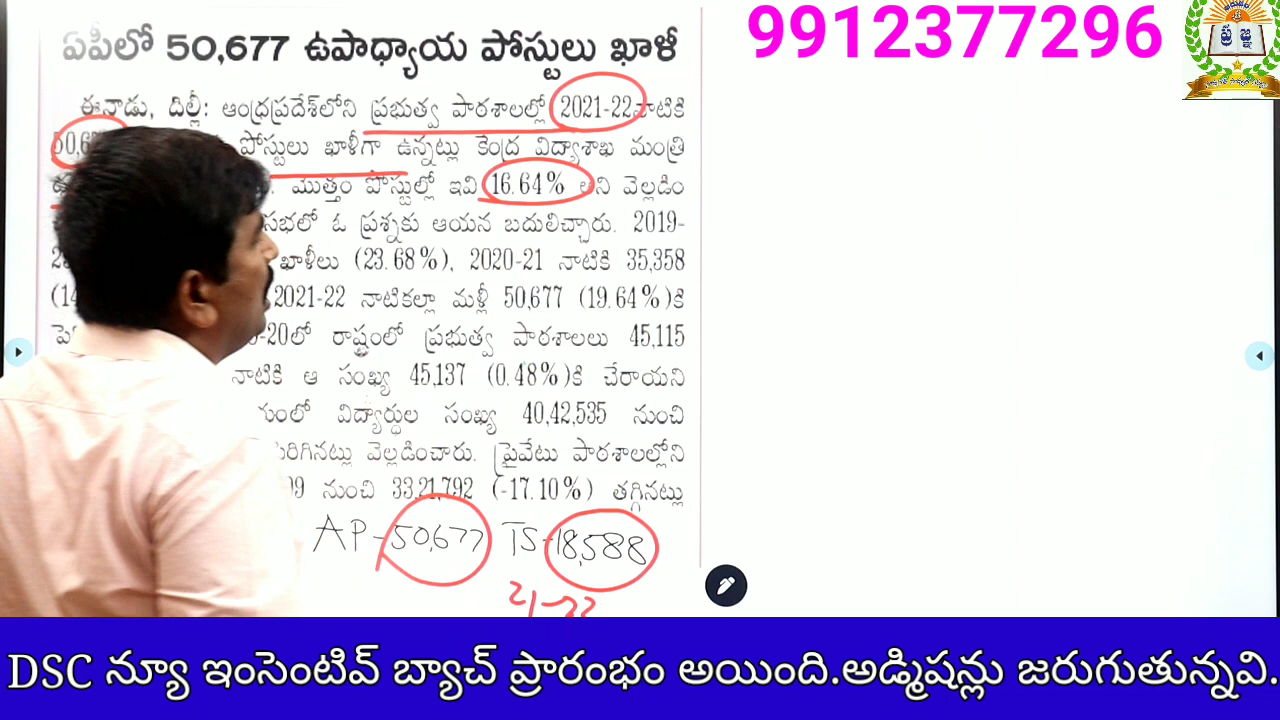 9912377296
ప్రజ్ఞ
ఏపీలో 50,677 ఉపాధ్యాయ పోస్టులు ఖాళీ
ఈనాడు, దిల్లీ: ఆంధ్రప్రదేశ్‌లోని ప్రభుత్వ పాఠశాలల్లో 2021-22నాటికి
పోస్టులు ఖాళీగా ఉన్నట్లు కేంద్ర విద్యాశాఖ మంత్రి
మొత్తం పోస్టుల్లో ఇవి 16.64% అని వెల్లడిం
సభలో ఓ ప్రశ్నకు ఆయన బదులిచ్చారు. 2019-
ఖాళీలు (23.68%), 2020-21 నాటికి 35,358
2021-22 నాటికల్లా మళ్లీ 50,677 (19.64%)కి
-20లో రాష్ట్రంలో ప్రభుత్వ పాఠశాలలు 45,115
నాటికి ఆ సంఖ్య 45,137 (0.48%)కి చేరాయని
విద్యార్థుల సంఖ్య 40,42,535 నుంచి
పెరిగినట్లు వెల్లడించారు. ప్రైవేటు పాఠశాలల్లోని
09 నుంచి 33,21,792 (-17.10%) తగ్గినట్లు
AP-50,677 TS-18,588
21-22
DSC న్యూ ఇంసెంటివ్ బ్యాచ్ ప్రారంభం అయింది.అడ్మిషన్లు జరుగుతున్నవి.